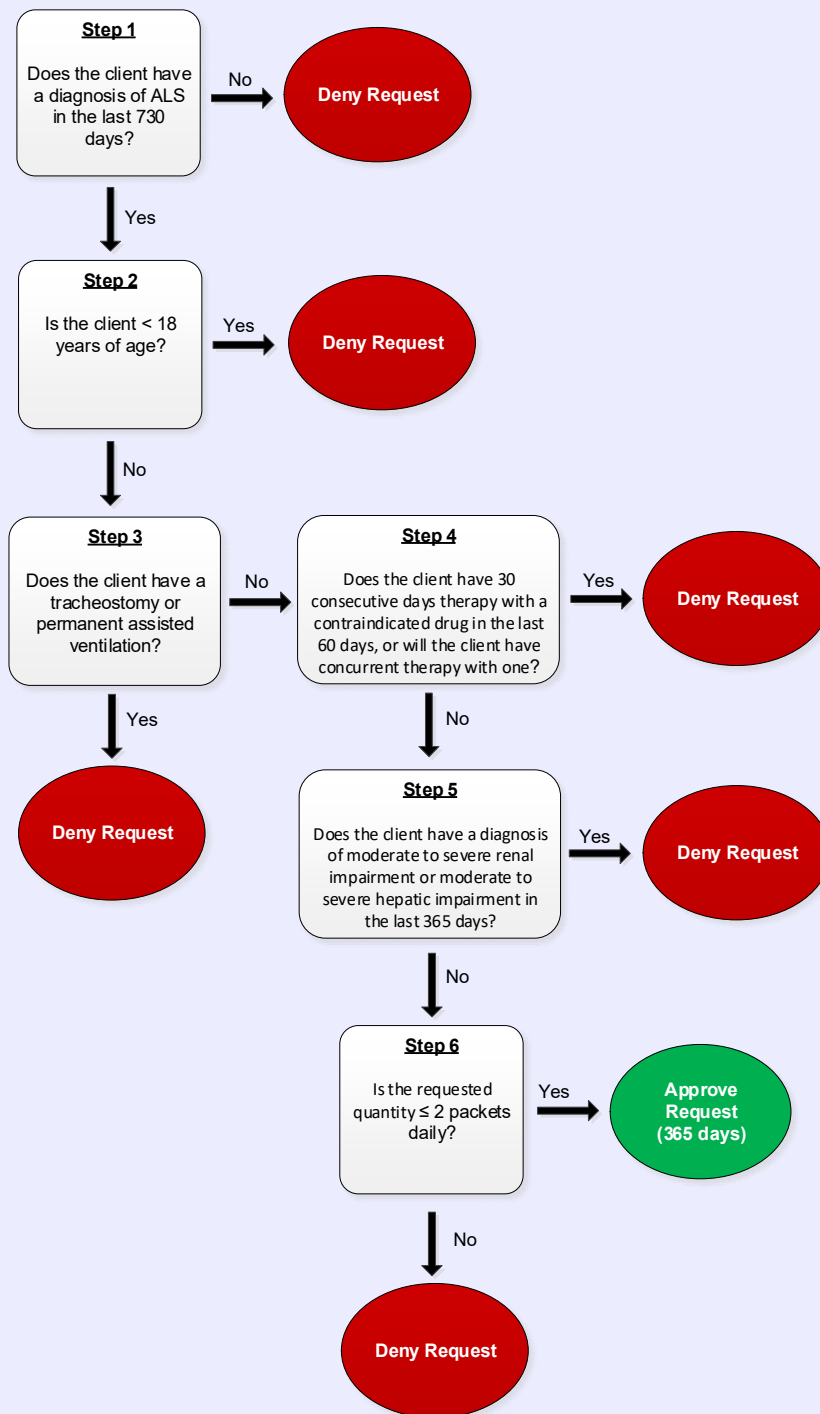 Step 1
Does the client have
a diagnosis of ALS
in the last 730
days?
No
Deny Request
Yes
Step 2
Is the client < 18
years of age?
Yes
Deny Request
No
Step 3
Does the client have a
tracheostomy or
permanent assisted
ventilation?
No
Step 4
Does the client have 30
consecutive days therapy with a
contraindicated drug in the last
60 days, or will the client have
concurrent therapy with one?
Yes
Deny Request
Yes
Deny Request
No
Step 5
Does the client have a diagnosis
of moderate to severe renal
impairment or moderate to
severe hepatic impairment in
the last 365 days?
Yes
Deny Request
No
Step 6
Is the requested
quantity ≤ 2 packets
daily?
Yes
Approve
Request
(365 days)
No
Deny Request